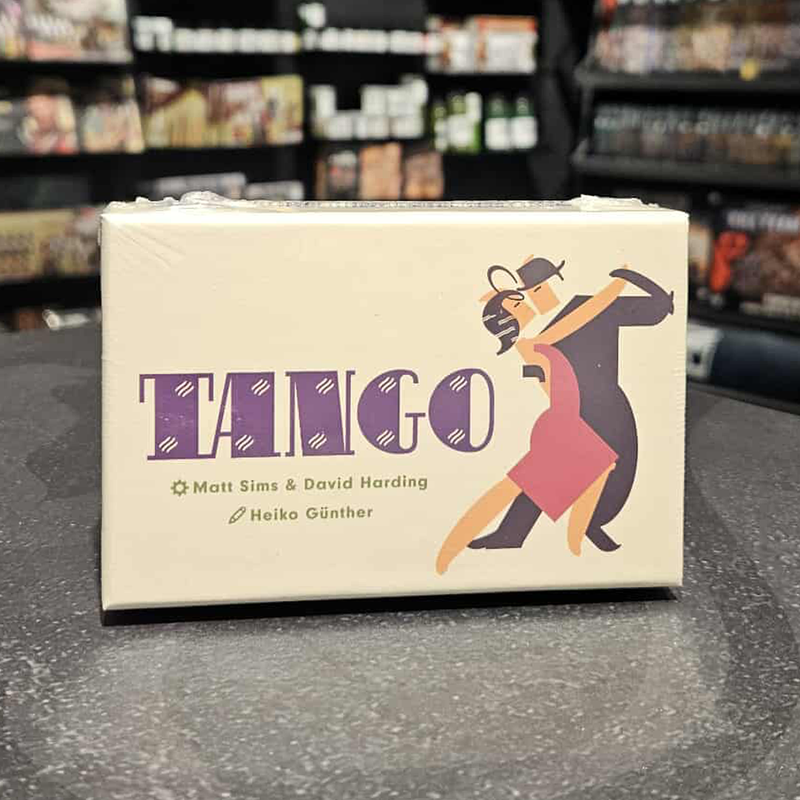 TANGO
Matt Sims & David Harding
Heiko Günther